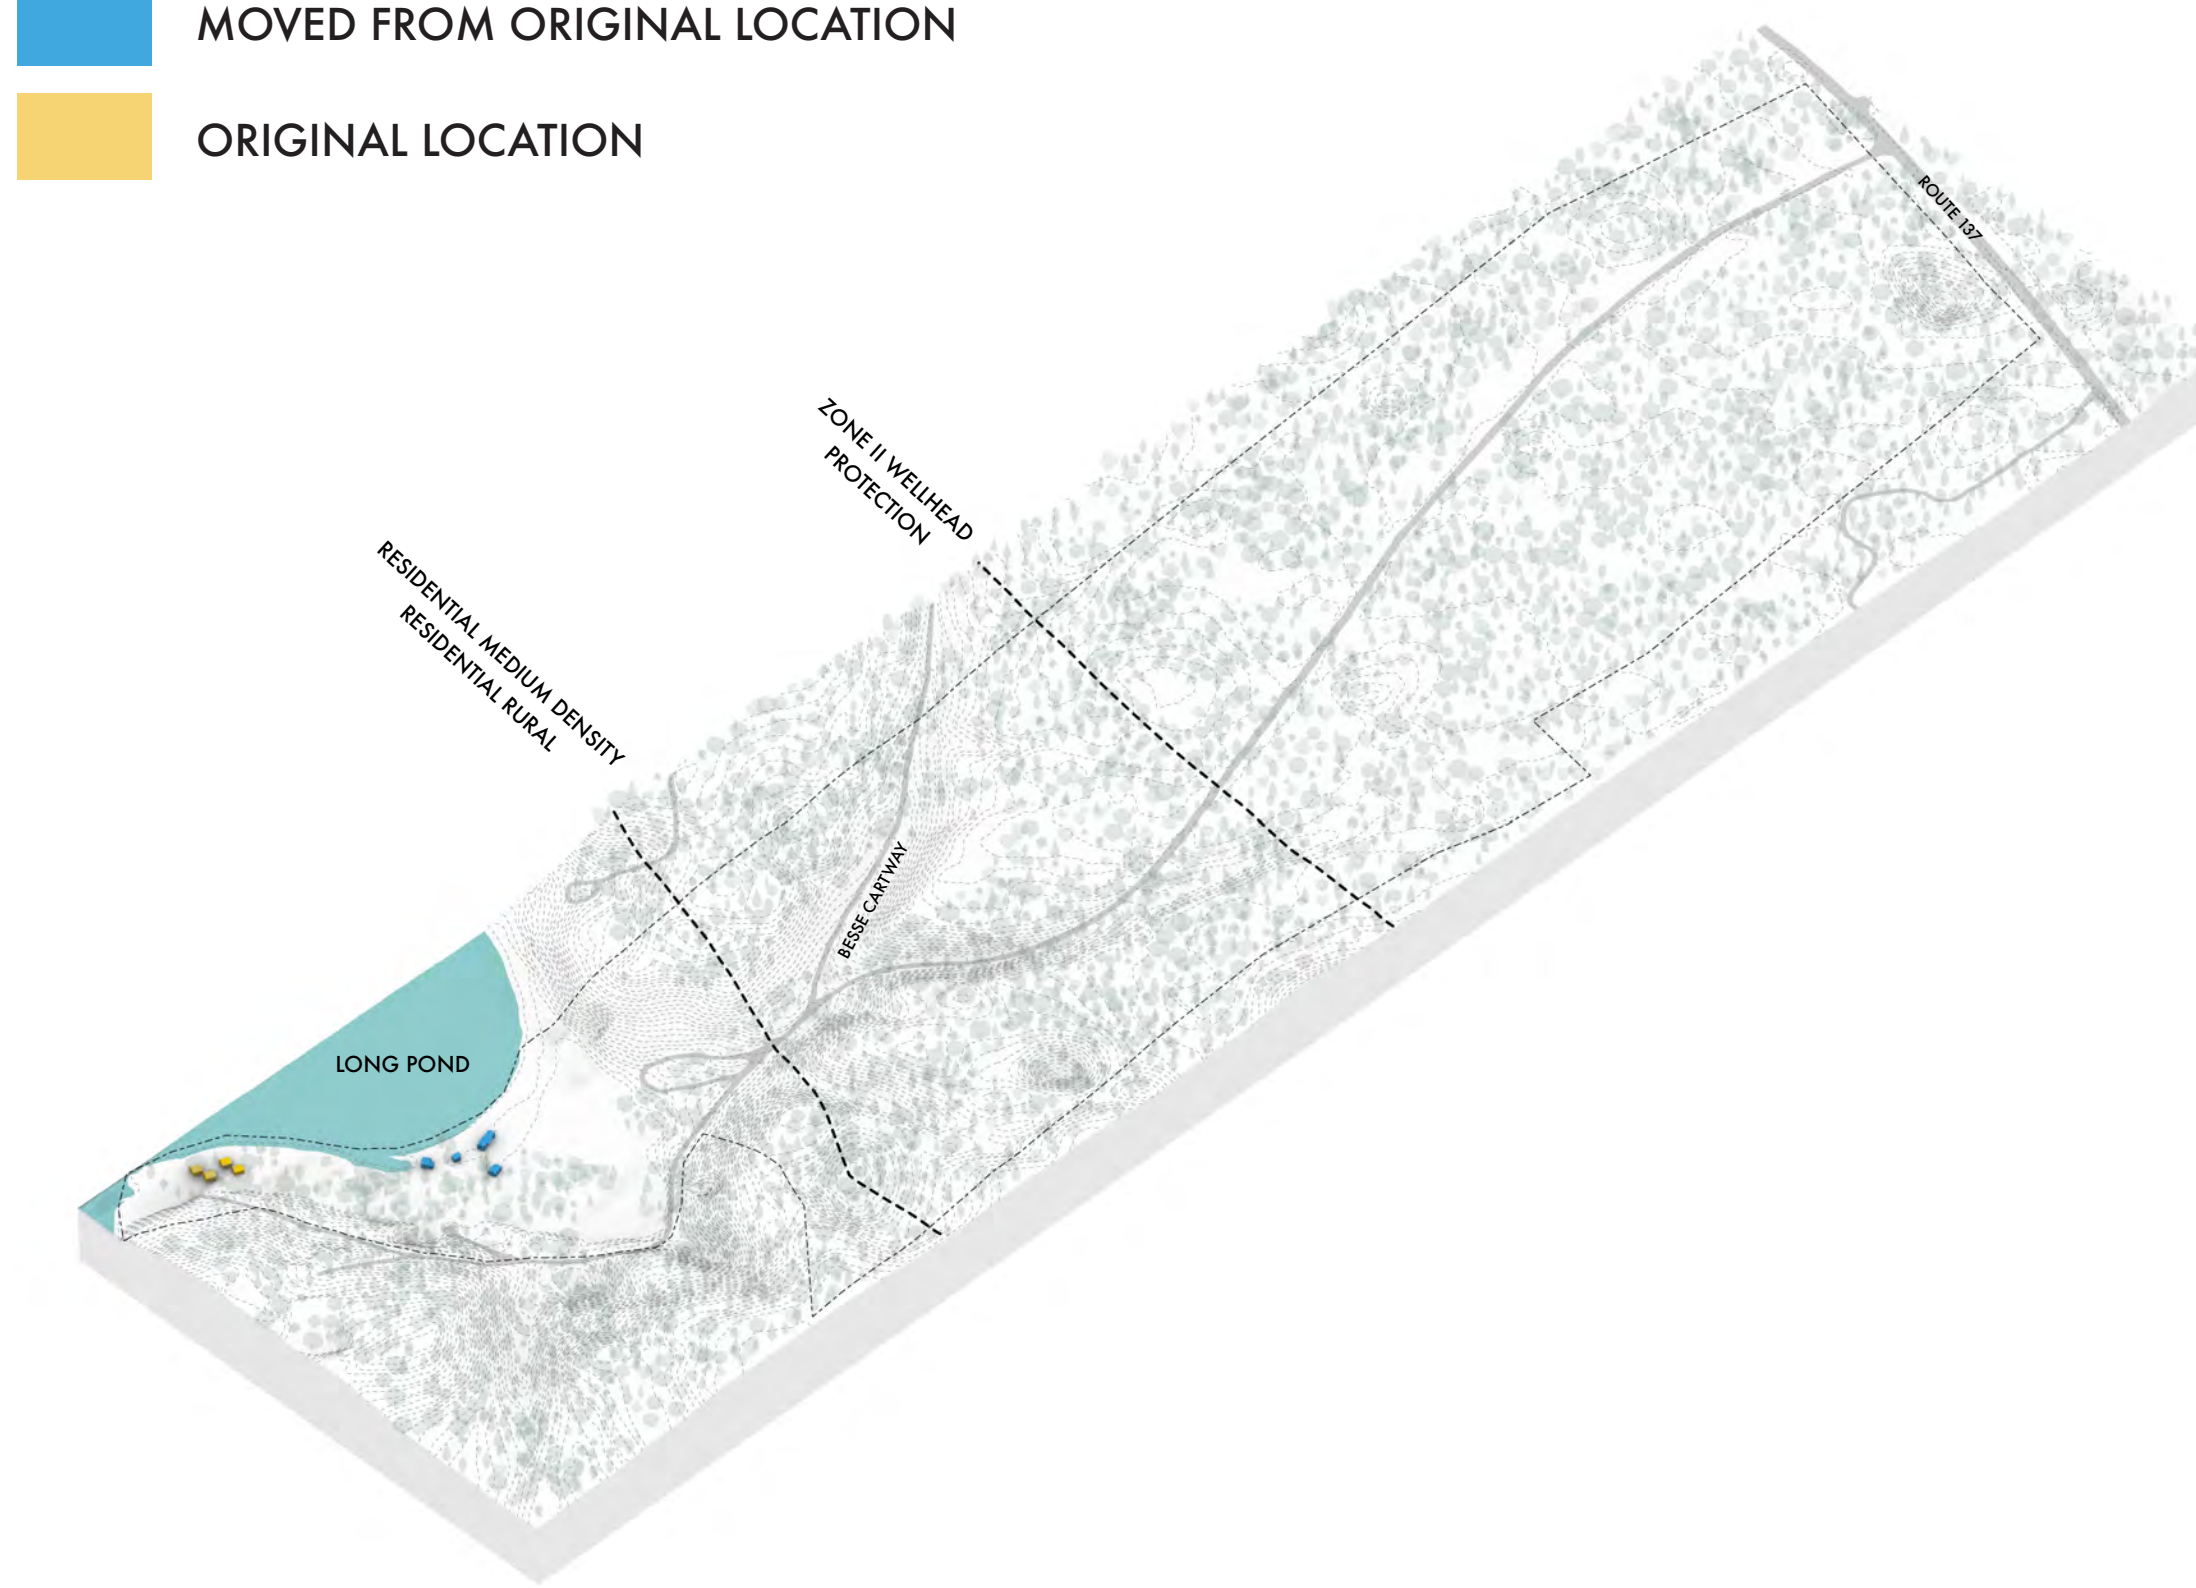 MOVED FROM ORIGINAL LOCATION
ORIGINAL LOCATION
ROUTE 137
ZONE II WELLHEAD
PROTECTION
RESIDENTIAL MEDIUM DENSITY
RESIDENTIAL RURAL
BESSE CARTWAY
LONG POND